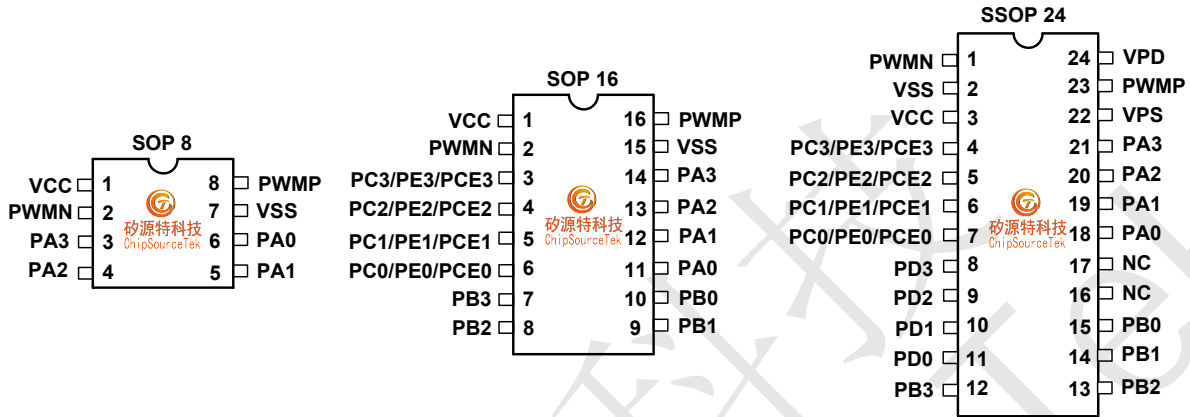 SOP 8
VCC 1 8 PWMP
PWMN 2 7 VSS
PA3 3 6 PA0
PA2 4 5 PA1
矽源特科技
ChipSourceTek
SOP 16
VCC 1 16 PWMP
PWMN 2 15 VSS
PC3/PE3/PCE3 3 14 PA3
PC2/PE2/PCE2 4 13 PA2
PC1/PE1/PCE1 5 12 PA1
PC0/PE0/PCE0 6 11 PA0
PB3 7 10 PB0
PB2 8 9 PB1
矽源特科技
ChipSourceTek
SSOP 24
PWMN 1 24 VPD
VSS 2 23 PWMP
VCC 3 22 VPS
PC3/PE3/PCE3 4 21 PA3
PC2/PE2/PCE2 5 20 PA2
PC1/PE1/PCE1 6 19 PA1
PC0/PE0/PCE0 7 18 PA0
PD3 8 17 NC
PD2 9 16 NC
PD1 10 15 PB0
PD0 11 14 PB1
PB3 12 13 PB2
矽源特科技
ChipSourceTek
科技
Tek